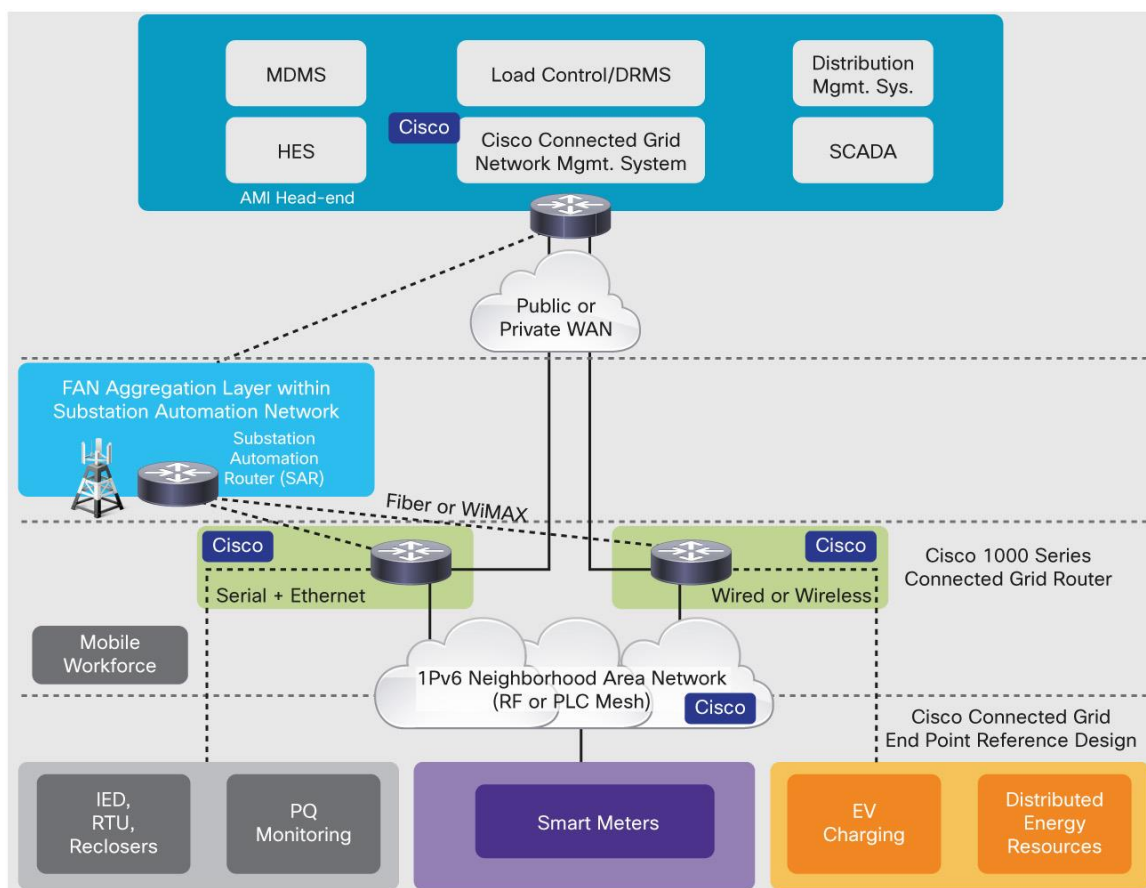 MDMS
Load Control/DRMS
Distribution
Mgmt. Sys.
HES
Cisco
Cisco Connected Grid
Network Mgmt. System
SCADA
AMI Head-end
Public or
Private WAN
FAN Aggregation Layer within
Substation Automation Network
Substation
Automation
Router (SAR)
Fiber or WiMAX
Cisco
Serial + Ethernet
Cisco
Wired or Wireless
Cisco 1000 Series
Connected Grid Router
Mobile
Workforce
1Pv6 Neighborhood Area Network
(RF or PLC Mesh)
Cisco
Cisco Connected Grid
End Point Reference Design
IED,
RTU,
Reclosers
PQ
Monitoring
Smart Meters
EV
Charging
Distributed
Energy
Resources